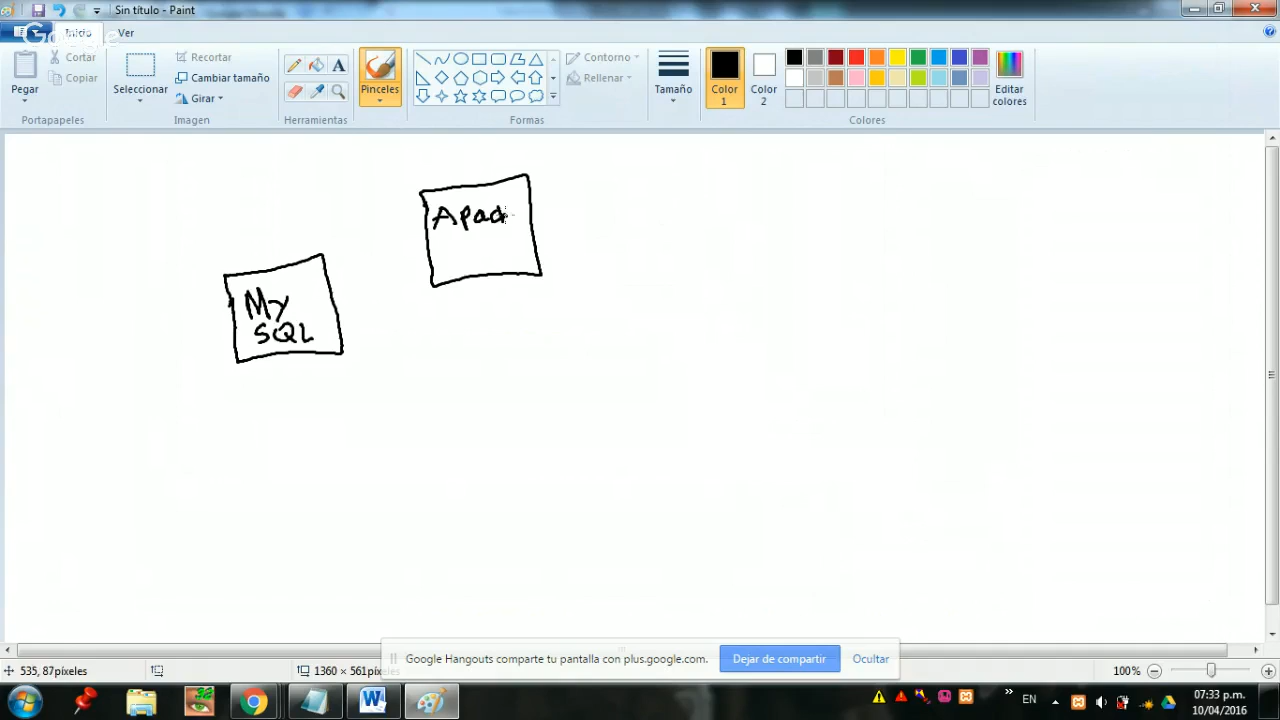 Sin título - Paint
Google
Inicio
Ver
Pegar
Cortar
Copiar
Portapapeles
Seleccionar
Recortar
Cambiar tamaño
Girar
Imagen
A
Herramientas
Pinceles
Contorno
Rellenar
Formas
Tamaño
Color
1
Color
2
Editar
colores
Colores
Apac
My
SQL
Google Hangouts comparte tu pantalla con plus.google.com.
Dejar de compartir
Ocultar
535, 87píxeles
1360 × 561píxeles
100%
EN
07:33 p.m.
10/04/2016